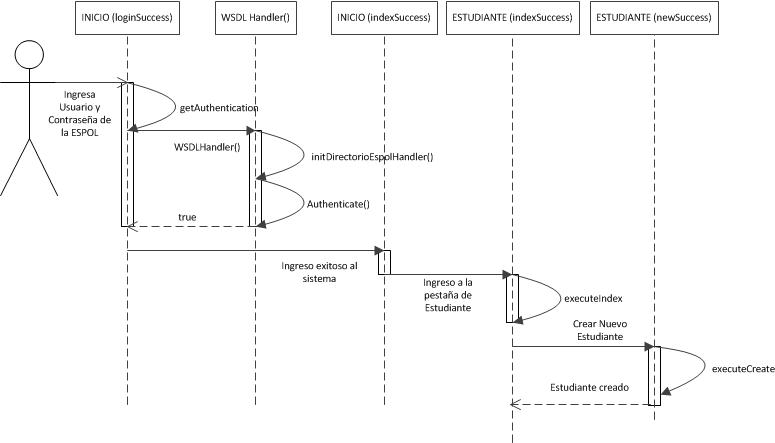 INICIO (loginSuccess)
WSDL Handler()
INICIO (indexSuccess)
ESTUDIANTE (indexSuccess)
ESTUDIANTE (newSuccess)
Ingresa
Usuario y
Contraseña de
la ESPOL
getAuthentication
WSDLHandler()
initDirectorioEspolHandler()
Authenticate()
true
Ingreso exitoso al
sistema
Ingreso a la
pestaña de
Estudiante
executeIndex
Crear Nuevo
Estudiante
executeCreate
Estudiante creado